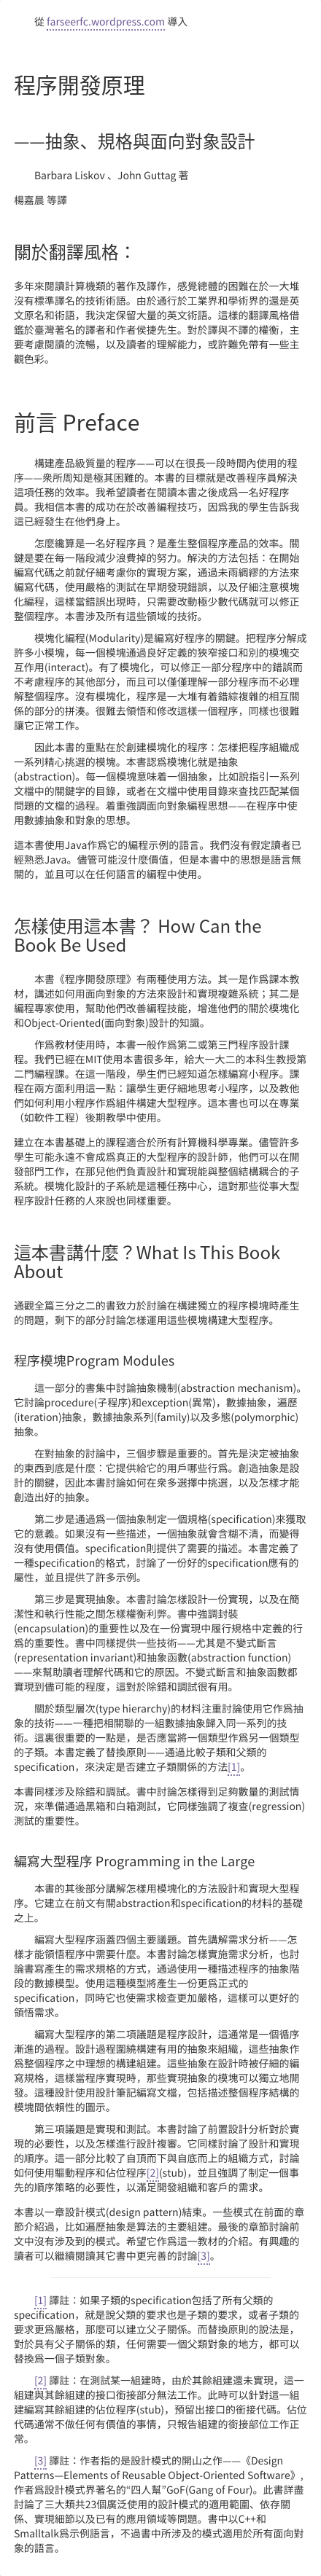 從 farseerfc.wordpress.com 導入
程序開發原理
——抽象、規格與面向對象設計
Barbara Liskov 、John Guttag 著
楊嘉晨 等譯
關於翻譯風格：
多年來閱讀計算機類的著作及譯作，感覺總體的困難在於一大堆
沒有標準譯名的技術術語。由於通行於工業界和學術界的還是英
文原名和術語，我決定保留大量的英文術語。這樣的翻譯風格借
鑑於臺灣著名的譯者和作者侯捷先生。對於譯與不譯的權衡，主
要考慮閱讀的流暢，以及讀者的理解能力，或許難免帶有一些主
觀色彩。
前言 Preface
構建產品級質量的程序——可以在很長一段時間內使用的程
序——衆所周知是極其困難的。本書的目標就是改善程序員解決
這項任務的效率。我希望讀者在閱讀本書之後成爲一名好程序
員。我相信本書的成功在於改善編程技巧，因爲我的學生告訴我
這已經發生在他們身上。
怎麼纔算是一名好程序員？是產生整個程序產品的效率。關
鍵是要在每一階段減少浪費掉的努力。解決的方法包括：在開始
編寫代碼之前就仔細考慮你的實現方案，通過未雨綢繆的方法來
編寫代碼，使用嚴格的測試在早期發現錯誤，以及仔細注意模塊
化編程，這樣當錯誤出現時，只需要改動極少數代碼就可以修正
整個程序。本書涉及所有這些領域的技術。
模塊化編程(Modularity)是編寫好程序的關鍵。把程序分解成
許多小模塊，每一個模塊通過良好定義的狹窄接口和別的模塊交
互作用(interact)。有了模塊化，可以修正一部分程序中的錯誤而
不考慮程序的其他部分，而且可以僅僅理解一部分程序而不必理
解整個程序。沒有模塊化，程序是一大堆有着錯綜複雜的相互關
係的部分的拼湊。很難去領悟和修改這樣一個程序，同樣也很難
讓它正常工作。
因此本書的重點在於創建模塊化的程序：怎樣把程序組織成
一系列精心挑選的模塊。本書認爲模塊化就是抽象
(abstraction)。每一個模塊意味着一個抽象，比如說指引一系列
文檔中的關鍵字的目錄，或者在文檔中使用目錄來查找匹配某個
問題的文檔的過程。着重強調面向對象編程思想——在程序中使
用數據抽象和對象的思想。
這本書使用Java作爲它的編程示例的語言。我們沒有假定讀者已
經熟悉Java。儘管可能沒什麼價值，但是本書中的思想是語言無
關的，並且可以在任何語言的編程中使用。
怎樣使用這本書？ How Can the
Book Be Used
本書《程序開發原理》有兩種使用方法。其一是作爲課本教
材，講述如何用面向對象的方法來設計和實現複雜系統；其二是
編程專家使用，幫助他們改善編程技能，增進他們的關於模塊化
和Object-Oriented(面向對象)設計的知識。
作爲教材使用時，本書一般作爲第二或第三門程序設計課
程。我們已經在MIT使用本書很多年，給大一大二的本科生教授第
二門編程課。在這一階段，學生們已經知道怎樣編寫小程序。課
程在兩方面利用這一點：讓學生更仔細地思考小程序，以及教他
們如何利用小程序作爲組件構建大型程序。這本書也可以在專業
（如軟件工程）後期教學中使用。
建立在本書基礎上的課程適合於所有計算機科學專業。儘管許多
學生可能永遠不會成爲真正的大型程序的設計師，他們可以在開
發部門工作，在那兒他們負責設計和實現能與整個結構耦合的子
系統。模塊化設計的子系統是這種任務中心，這對那些從事大型
程序設計任務的人來說也同樣重要。
這本書講什麼？What Is This Book
About
通觀全篇三分之二的書致力於討論在構建獨立的程序模塊時產生
的問題，剩下的部分討論怎樣運用這些模塊構建大型程序。
程序模塊Program Modules
這一部分的書集中討論抽象機制(abstraction mechanism)。
它討論procedure(子程序)和exception(異常)，數據抽象，遍歷
(iteration)抽象，數據抽象系列(family)以及多態(polymorphic)
抽象。
在對抽象的討論中，三個步驟是重要的。首先是決定被抽象
的東西到底是什麼：它提供給它的用戶哪些行爲。創造抽象是設
計的關鍵，因此本書討論如何在衆多選擇中挑選，以及怎樣才能
創造出好的抽象。
第二步是通過爲一個抽象制定一個規格(specification)來獲取
它的意義。如果沒有一些描述，一個抽象就會含糊不清，而變得
沒有使用價值。specification則提供了需要的描述。本書定義了
一種specification的格式，討論了一份好的specification應有的
屬性，並且提供了許多示例。
第三步是實現抽象。本書討論怎樣設計一份實現，以及在簡
潔性和執行性能之間怎樣權衡利弊。書中強調封裝
(encapsulation)的重要性以及在一份實現中履行規格中定義的行
爲的重要性。書中同樣提供一些技術——尤其是不變式斷言
(representation invariant)和抽象函數(abstraction function)
——來幫助讀者理解代碼和它的原因。不變式斷言和抽象函數都
實現到儘可能的程度，這對於除錯和調試很有用。
關於類型層次(type hierarchy)的材料注重討論使用它作爲抽
象的技術——一種把相關聯的一組數據抽象歸入同一系列的技
術。這裏很重要的一點是，是否應當將一個類型作爲另一個類型
的子類。本書定義了替換原則——通過比較子類和父類的
specification，來決定是否建立子類關係的方法[1]。
本書同樣涉及除錯和調試。書中討論怎樣得到足夠數量的測試情
況，來準備通過黑箱和白箱測試，它同樣強調了複查(regression)
測試的重要性。
編寫大型程序 Programming in the Large
本書的其後部分講解怎樣用模塊化的方法設計和實現大型程
序。它建立在前文有關abstraction和specification的材料的基礎
之上。
編寫大型程序涵蓋四個主要議題。首先講解需求分析——怎
樣才能領悟程序中需要什麼。本書討論怎樣實施需求分析，也討
論書寫產生的需求規格的方式，通過使用一種描述程序的抽象階
段的數據模型。使用這種模型將產生一份更爲正式的
specification，同時它也使需求檢查更加嚴格，這樣可以更好的
領悟需求。
編寫大型程序的第二項議題是程序設計，這通常是一個循序
漸進的過程。設計過程圍繞構建有用的抽象來組織，這些抽象作
爲整個程序之中理想的構建組建。這些抽象在設計時被仔細的編
寫規格，這樣當程序實現時，那些實現抽象的模塊可以獨立地開
發。這種設計使用設計筆記編寫文檔，包括描述整個程序結構的
模塊間依賴性的圖示。
第三項議題是實現和測試。本書討論了前置設計分析對於實
現的必要性，以及怎樣進行設計複審。它同樣討論了設計和實現
的順序。這一部分比較了自頂而下與自底而上的組織方式，討論
如何使用驅動程序和佔位程序[2](stub)，並且強調了制定一個事
先的順序策略的必要性，以滿足開發組織和客戶的需求。
本書以一章設計模式(design pattern)結束。一些模式在前面的章
節介紹過，比如遍歷抽象是算法的主要組建。最後的章節討論前
文中沒有涉及到的模式。希望它作爲這一教材的介紹。有興趣的
讀者可以繼續閱讀其它書中更完善的討論[3]。
[1] 譯註：如果子類的specification包括了所有父類的
specification，就是說父類的要求也是子類的要求，或者子類的
要求更爲嚴格，那麼可以建立父子關係。而替換原則的說法是，
對於具有父子關係的類，任何需要一個父類對象的地方，都可以
替換爲一個子類對象。
[2] 譯註：在測試某一組建時，由於其餘組建還未實現，這一
組建與其餘組建的接口銜接部分無法工作。此時可以針對這一組
建編寫其餘組建的佔位程序(stub)，預留出接口的銜接代碼。佔位
代碼通常不做任何有價值的事情，只報告組建的銜接部位工作正
常。
[3] 譯註：作者指的是設計模式的開山之作——《Design
Patterns—Elements of Reusable Object-Oriented Software》,
作者爲設計模式界著名的“四人幫”GoF(Gang of Four)。此書詳盡
討論了三大類共23個廣泛使用的設計模式的適用範圍、依存關
係、實現細節以及已有的應用領域等問題。書中以C++和
Smalltalk爲示例語言，不過書中所涉及的模式適用於所有面向對
象的語言。